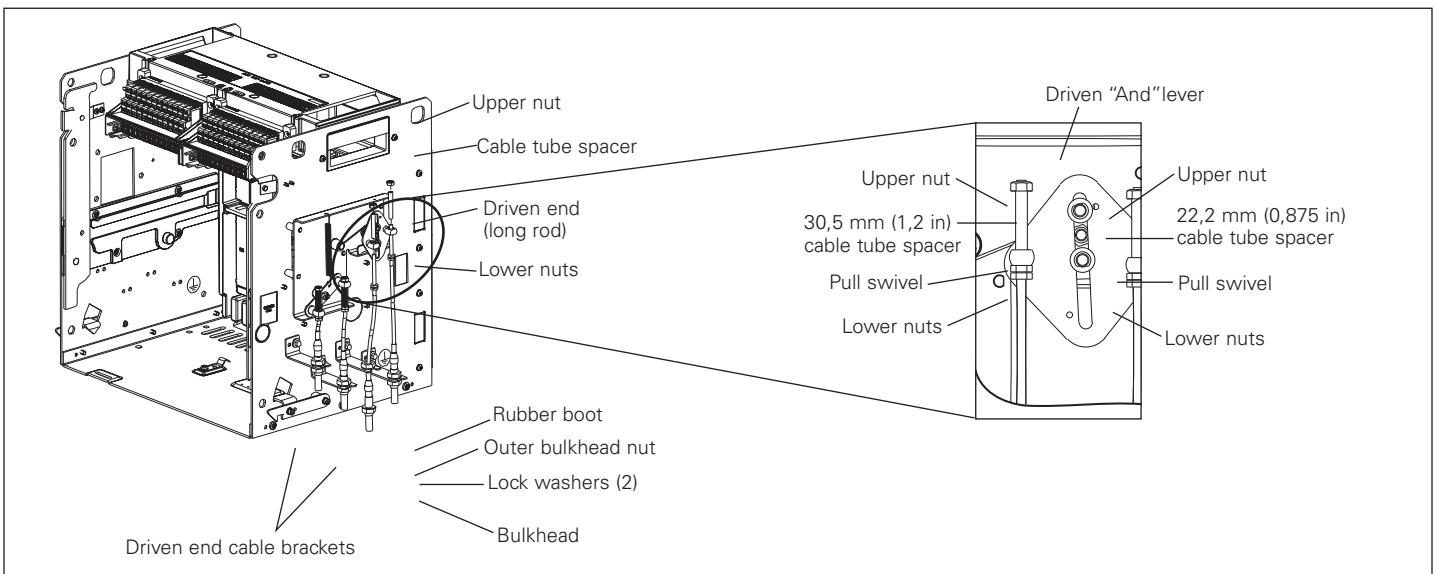 Upper nut
Cable tube spacer
Driven end
(long rod)
Lower nuts
Rubber boot
Outer bulkhead nut
Lock washers (2)
Bulkhead
Driven end cable brackets
Driven "And"lever
Upper nut
30,5 mm (1,2 in)
cable tube spacer
Pull swivel
Lower nuts
Upper nut
22,2 mm (0,875 in)
cable tube spacer
Pull swivel
Lower nuts